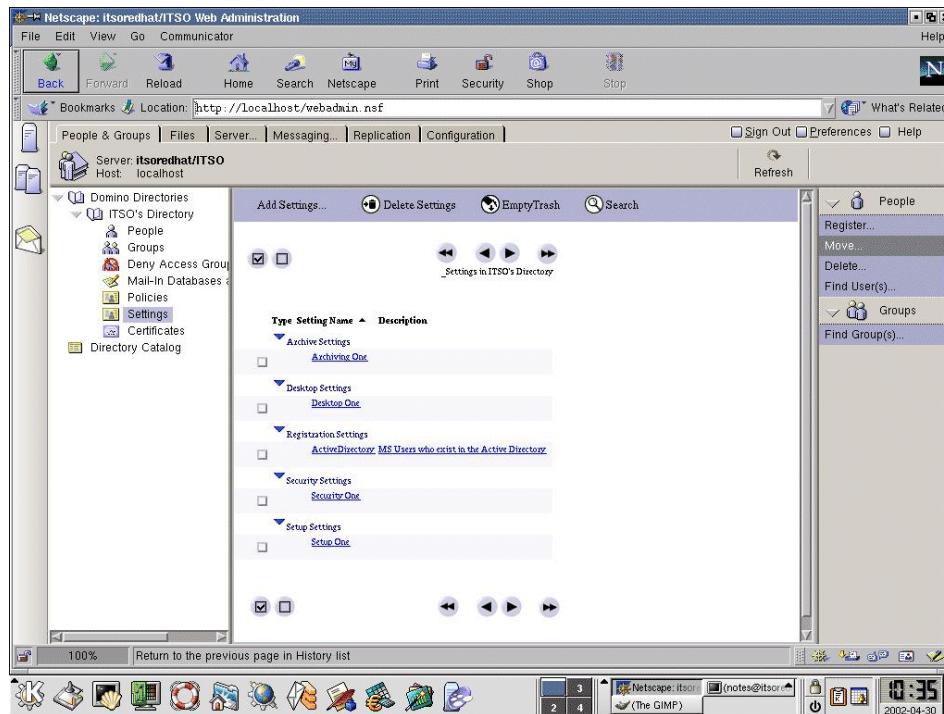 Netscape: itsoredhat/ITSO Web Administration
File Edit View Go Communicator Help
Back Forward Reload Home Search Netscape Print Security Shop Stop
My
N
Bookmarks Location: http://localhost/webadmin.nsf What's Related
People & Groups Files Server... Messaging... Replication Configuration Sign Out Preferences Help
Server: itsoredhat/ITSO
Host: localhost
Refresh
Domino Directories
ITSO's Directory
People
Groups
Deny Access Group
Mail-In Databases a
Policies
Settings
Certificates
Directory Catalog
Add Settings... Delete Settings EmptyTrash Search
_Settings in ITSO's Directory
Type Setting Name Description
Archive Settings
Archiving One
Desktop Settings
Desktop One
Registration Settings
ActiveDirectory MS Users who exist in the Active Directory
Security Settings
Security One
Setup Settings
Setup One
People
Register...
Move...
Delete...
Find User(s)...
Groups
Find Group(s)...
100% Return to the previous page in History list
3
2 4
Netscape: itsor
(notes@itsore
(The GIMP)
10:35
2002-04-30